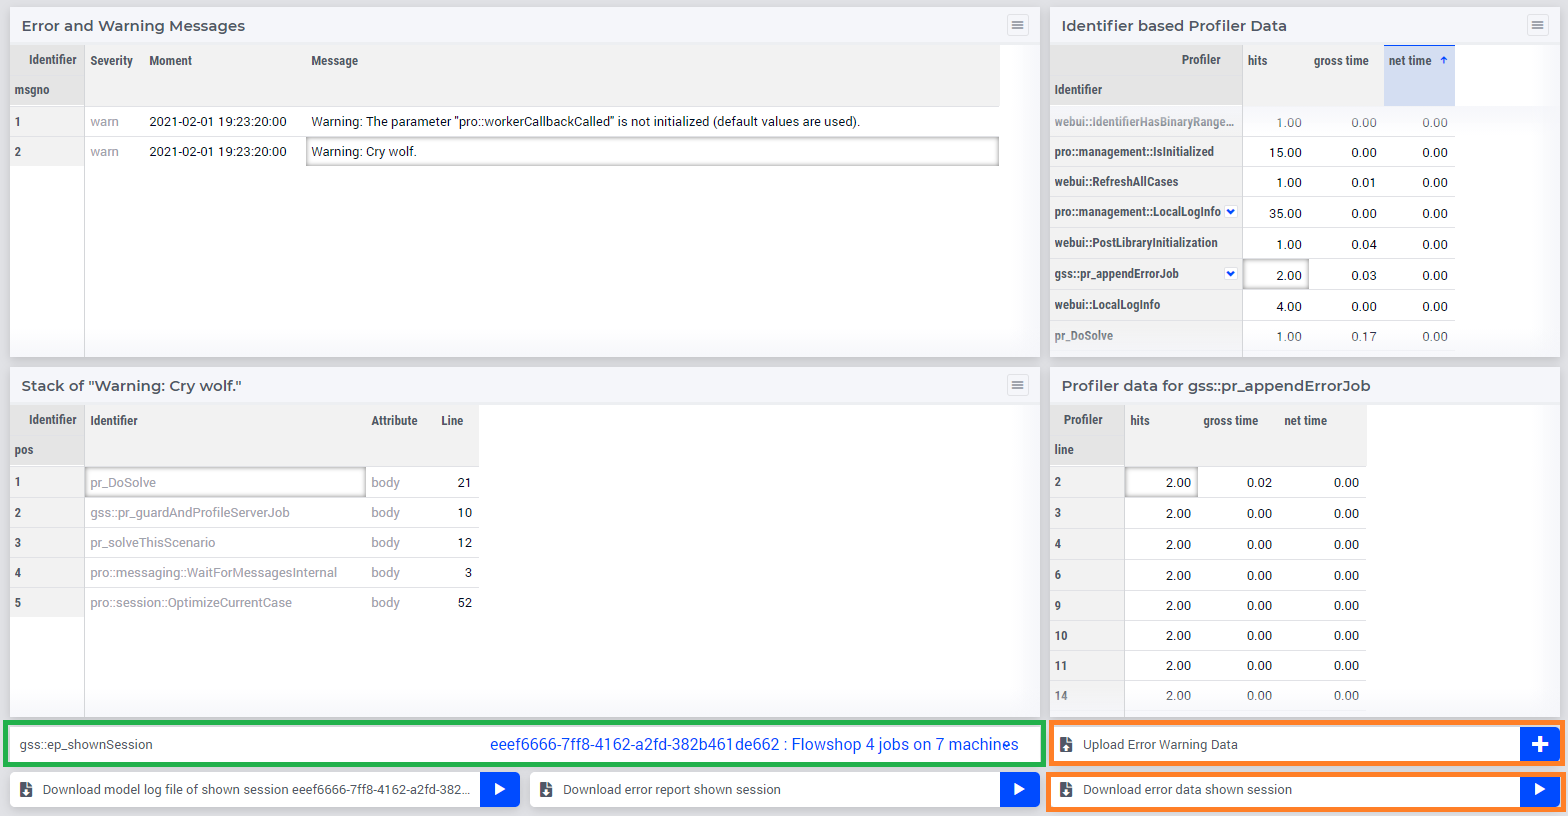 Error and Warning Messages
Identifier Severity Moment Message
msgno
1 warn 2021-02-01 19:23:20:00 Warning: The parameter "pro::workerCallbackCalled" is not initialized (default values are used).
2 warn 2021-02-01 19:23:20:00 Warning: Cry wolf.
Identifier based Profiler Data
Profiler hits gross time net time ↑
Identifier
webui::IdentifierHasBinaryRange... 1.00 0.00 0.00
pro::management::IsInitialized 15.00 0.00 0.00
webui::RefreshAllCases 1.00 0.01 0.00
pro::management::LocalLogInfo 35.00 0.00 0.00
webui::PostLibraryInitialization 1.00 0.04 0.00
gss::pr_appendErrorJob 2.00 0.03 0.00
webui::LocalLogInfo 4.00 0.00 0.00
pr_DoSolve 1.00 0.17 0.00
Stack of "Warning: Cry wolf."
Identifier Identifier Attribute Line
pos
1 pr_DoSolve body 21
2 gss::pr_guardAndProfileServerJob body 10
3 pr_solveThisScenario body 12
4 pro::messaging::WaitForMessagesInternal body 3
5 pro::session::OptimizeCurrentCase body 52
Profiler data for gss::pr_appendErrorJob
Profiler hits gross time net time
line
2 2.00 0.02 0.00
3 2.00 0.00 0.00
4 2.00 0.00 0.00
6 2.00 0.00 0.00
9 2.00 0.00 0.00
10 2.00 0.00 0.00
11 2.00 0.00 0.00
14 2.00 0.00 0.00
gss::ep_shownSession eeef6666-7ff8-4162-a2fd-382b461de662 : Flowshop 4 jobs on 7 machines
Upload Error Warning Data
Download model log file of shown session eeef6666-7ff8-4162-a2fd-382...
Download error report shown session
Download error data shown session